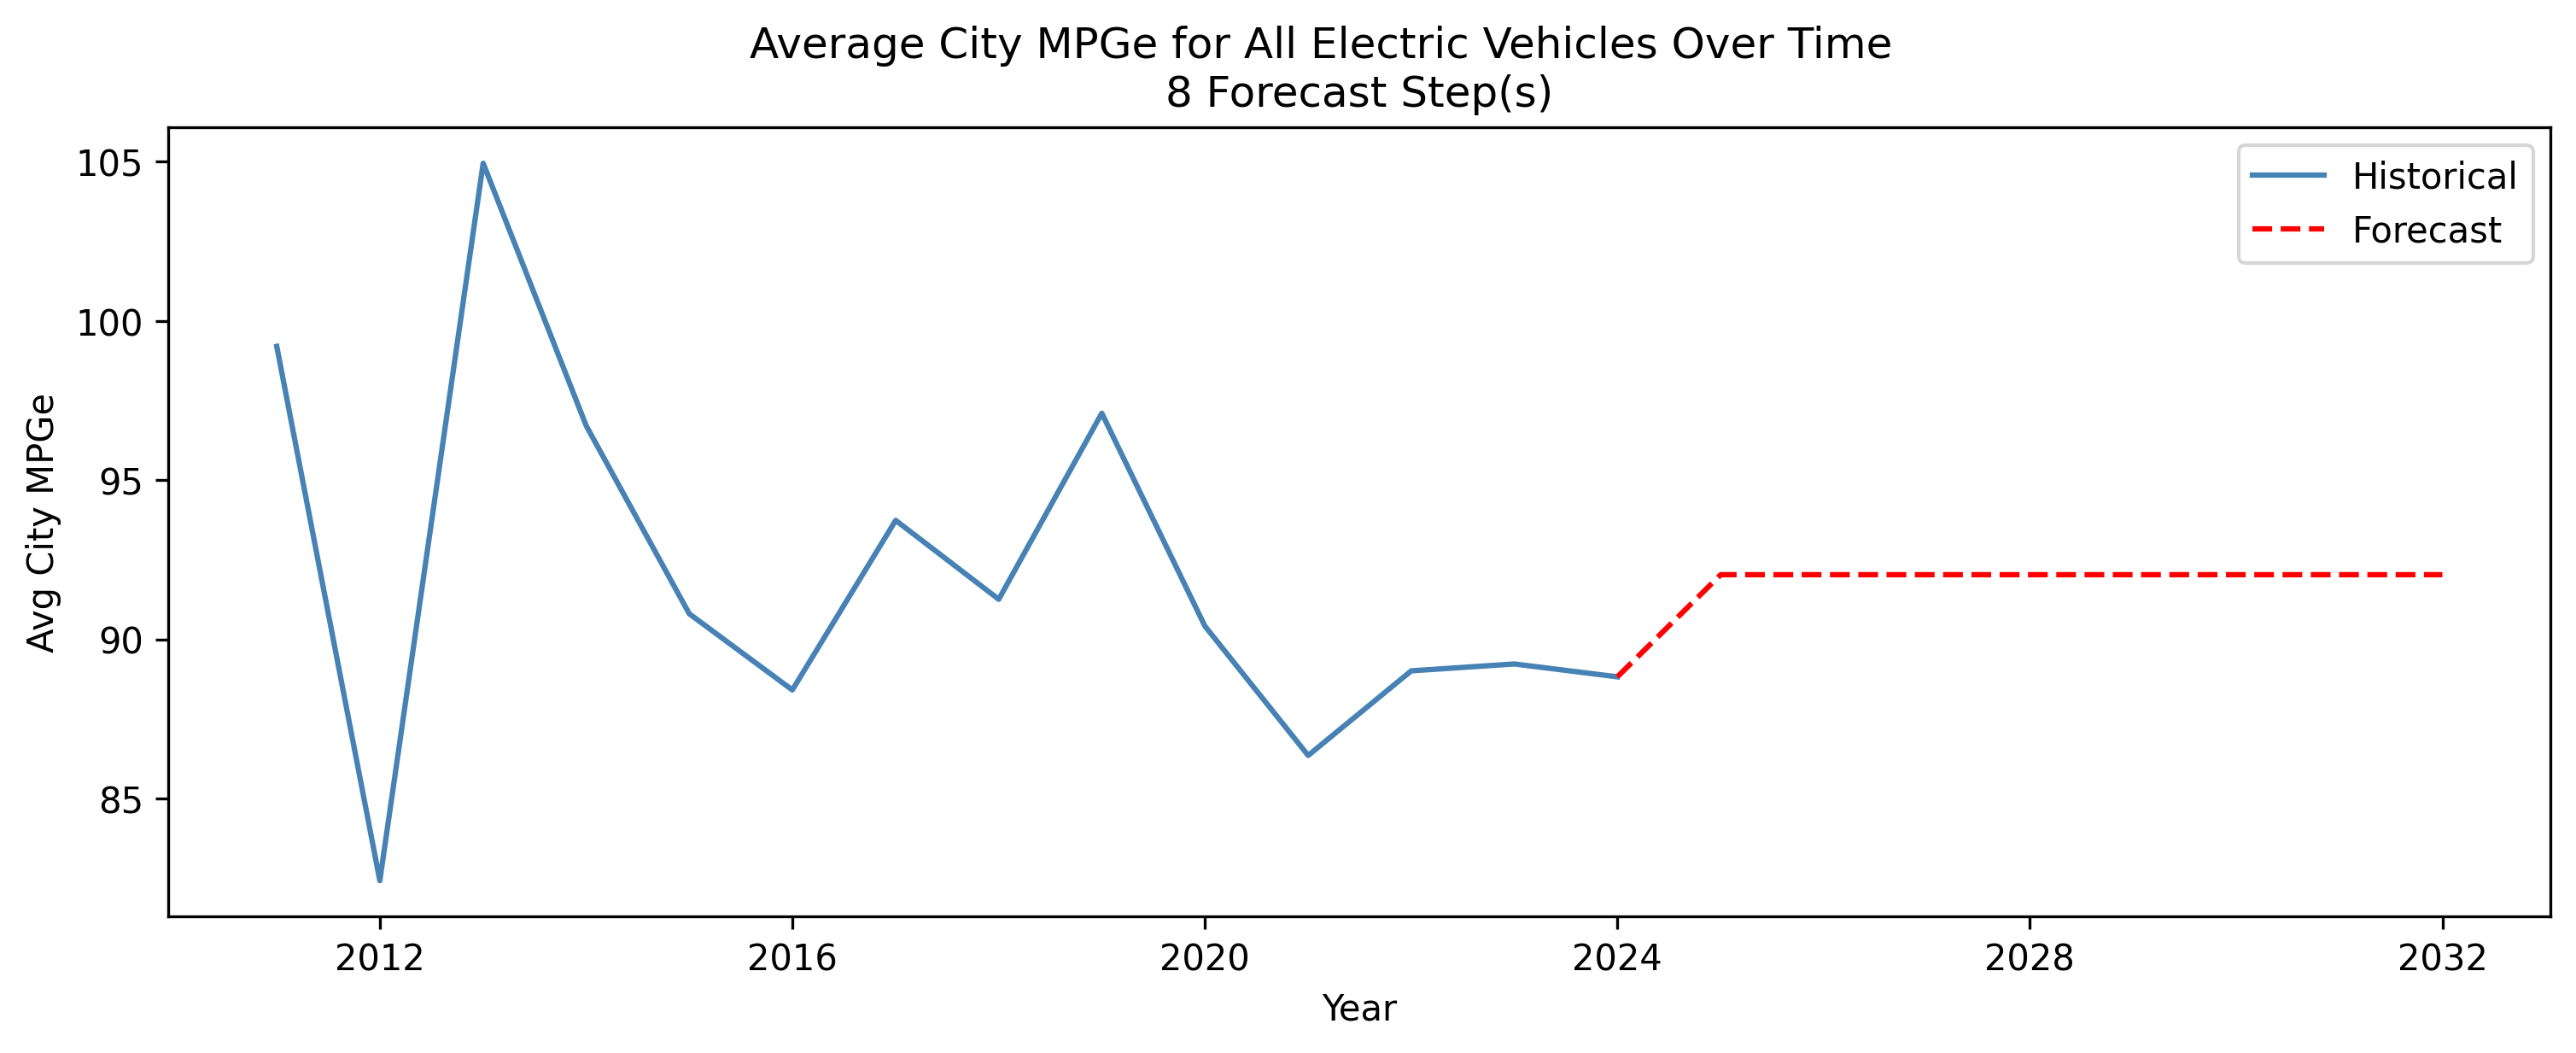 Average City MPGe for All Electric Vehicles Over Time
8 Forecast Step(s)
Historical
Forecast
Avg City MPGe
105
100
95
90
85
2012
2016
2020
2024
2028
2032
Year